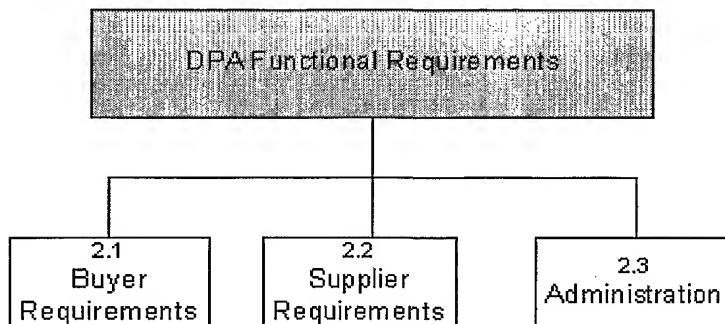 DPA Functional Requirements
2.1
Buyer
Requirements
2.2
Supplier
Requirements
2.3
Administration